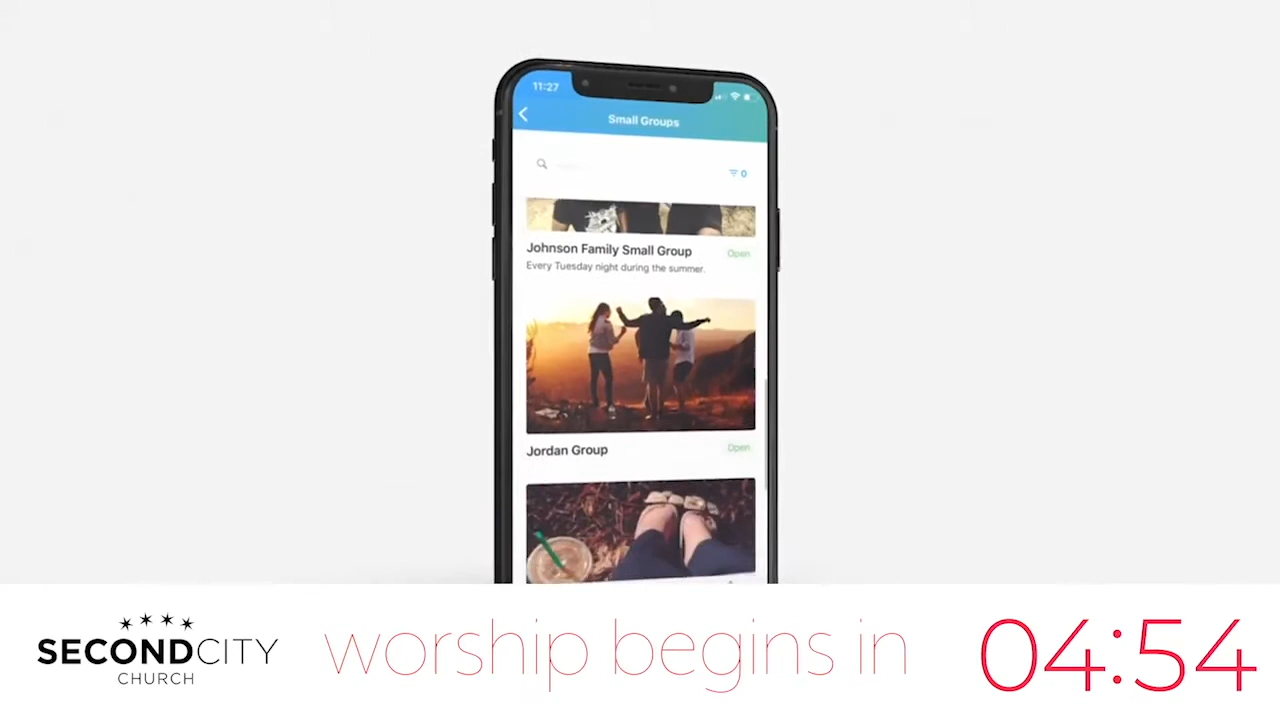 11:27
Small Groups
0
Johnson Family Small Group
Open
Every Tuesday night during the summer.
Jordan Group
Open
SECONDCITY
CHURCH
worship begins in
04:54